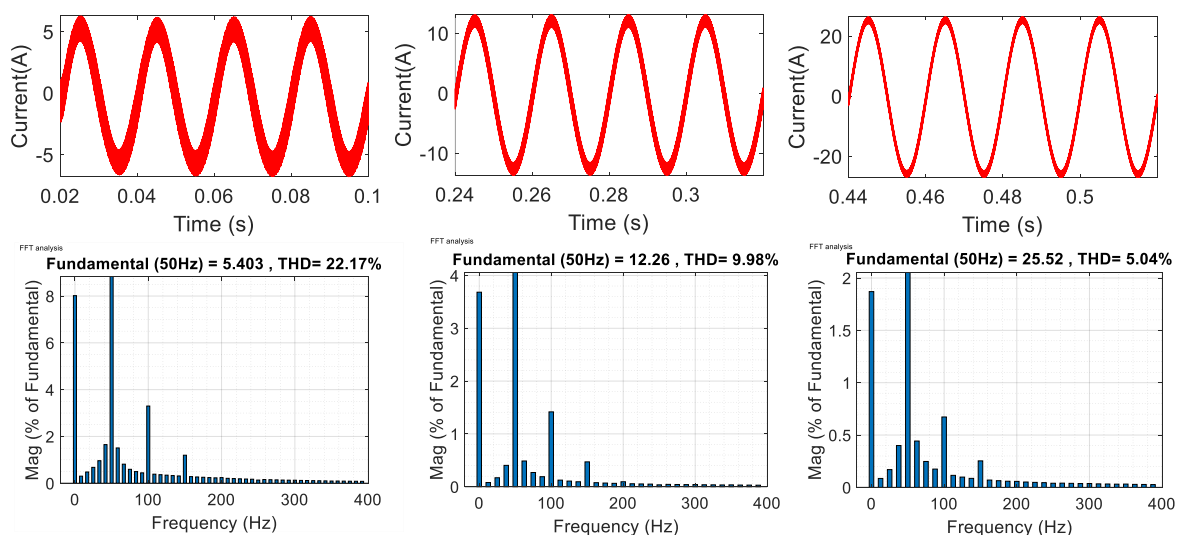 Current(A)
5
0
-5
0.02 0.04 0.06 0.08 0.1
Time (s)
Current(A)
10
0
-10
0.24 0.26 0.28 0.3
Time (s)
Current(A)
20
0
-20
0.44 0.46 0.48 0.5
Time (s)
FFT analysis
Fundamental (50Hz) = 5.403 , THD= 22.17%
Mag (% of Fundamental)
8
6
4
2
0
0 100 200 300 400
Frequency (Hz)
FFT analysis
Fundamental (50Hz) = 12.26 , THD= 9.98%
Mag (% of Fundamental)
4
3
2
1
0
0 100 200 300 400
Frequency (Hz)
FFT analysis
Fundamental (50Hz) = 25.52 , THD= 5.04%
Mag (% of Fundamental)
2
1.5
1
0.5
0
0 100 200 300 400
Frequency (Hz)